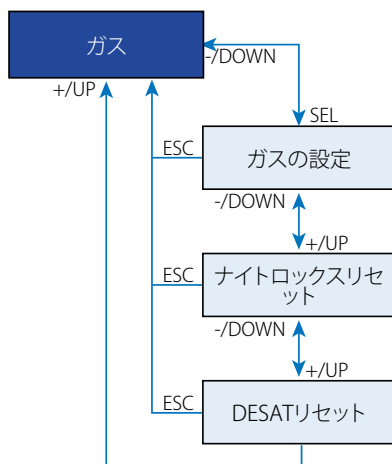 ガス
-/DOWN
+/UP
SEL
ESC
ガスの設定
-/DOWN
+/UP
ESC
ナイトロックスリセ
ット
-/DOWN
+/UP
ESC
DESATリセット